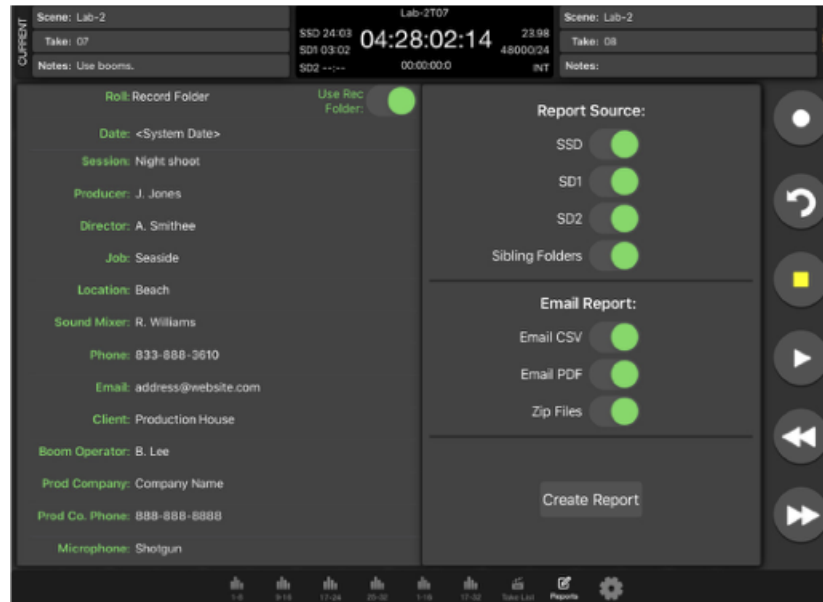 CURRENT
Scene: Lab-2
Take: 07
Notes: Use booms.
Lab-2T07
SSD 24:03
SD1 03:02
SD2 --:--
04:28:02:14
00:00:00:0
23.98
48000/24
INT
Scene: Lab-2
Take: 08
Notes:
Roll: Record Folder
Use Rec Folder:
Date: <System Date>
Session: Night shoot
Producer: J. Jones
Director: A. Smithee
Job: Seaside
Location: Beach
Sound Mixer: R. Williams
Phone: 833-888-3610
Email: address@website.com
Client: Production House
Boom Operator: B. Lee
Prod Company: Company Name
Prod Co. Phone: 888-888-8888
Microphone: Shotgun
Report Source:
SSD
SD1
SD2
Sibling Folders
Email Report:
Email CSV
Email PDF
Zip Files
Create Report
1-8 9-16 17-24 25-32 1-16 17-32 Take List Reports